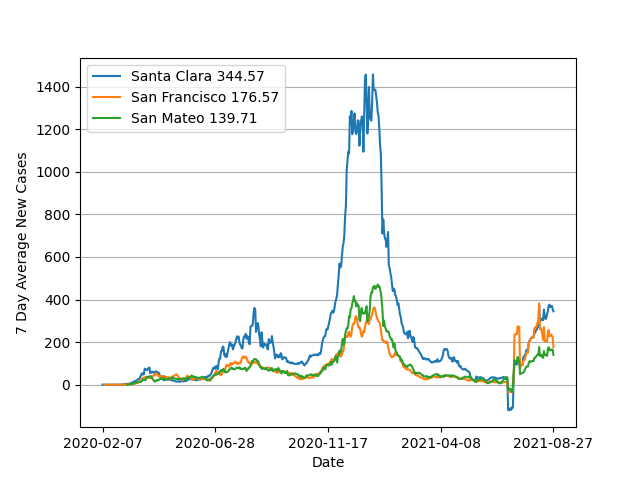 Santa Clara 344.57
San Francisco 176.57
San Mateo 139.71
7 Day Average New Cases
1400
1200
1000
800
600
400
200
0
2020-02-07 2020-06-28 2020-11-17 2021-04-08 2021-08-27
Date